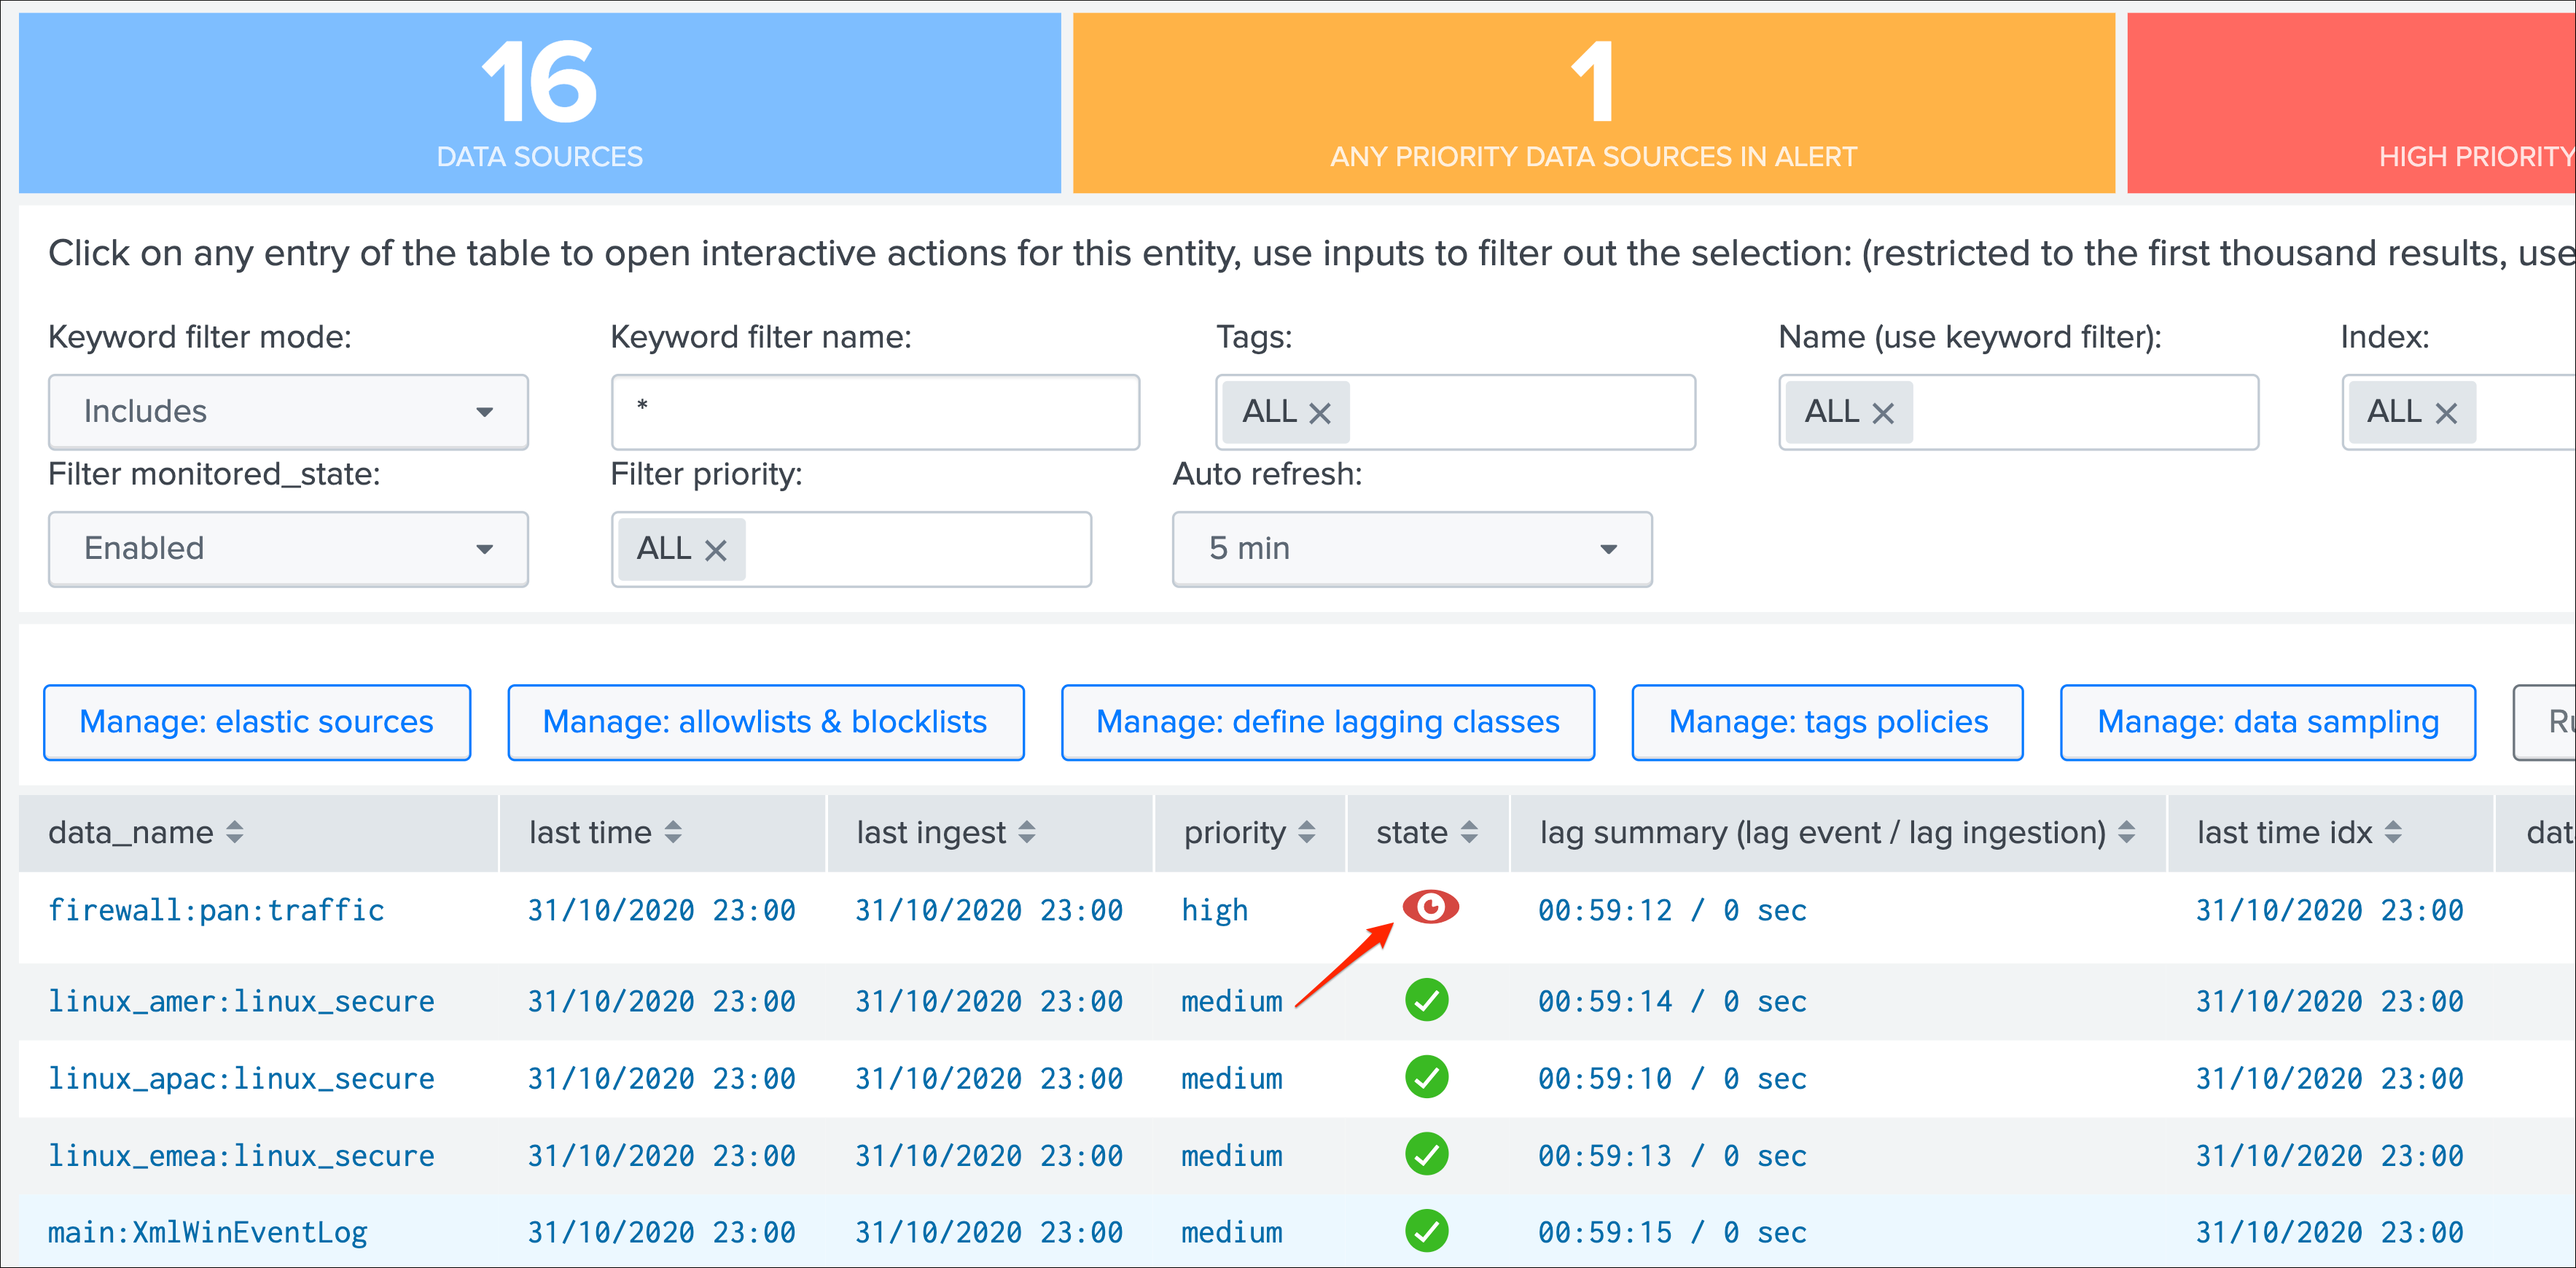 16
DATA SOURCES
1
ANY PRIORITY DATA SOURCES IN ALERT
HIGH PRIORITY
Click on any entry of the table to open interactive actions for this entity, use inputs to filter out the selection: (restricted to the first thousand results, use
Keyword filter mode: Keyword filter name: Tags: Name (use keyword filter): Index:
Includes * ALL ALL ALL
Filter monitored_state: Filter priority: Auto refresh:
Enabled ALL 5 min
Manage: elastic sources Manage: allowlists & blocklists Manage: define lagging classes Manage: tags policies Manage: data sampling
data_name last time last ingest priority state lag summary (lag event / lag ingestion) last time idx dat
firewall:pan:traffic 31/10/2020 23:00 31/10/2020 23:00 high 00:59:12 / 0 sec 31/10/2020 23:00
linux_amer:linux_secure 31/10/2020 23:00 31/10/2020 23:00 medium 00:59:14 / 0 sec 31/10/2020 23:00
linux_apac:linux_secure 31/10/2020 23:00 31/10/2020 23:00 medium 00:59:10 / 0 sec 31/10/2020 23:00
linux_emea:linux_secure 31/10/2020 23:00 31/10/2020 23:00 medium 00:59:13 / 0 sec 31/10/2020 23:00
main:XmlWinEventLog 31/10/2020 23:00 31/10/2020 23:00 medium 00:59:15 / 0 sec 31/10/2020 23:00